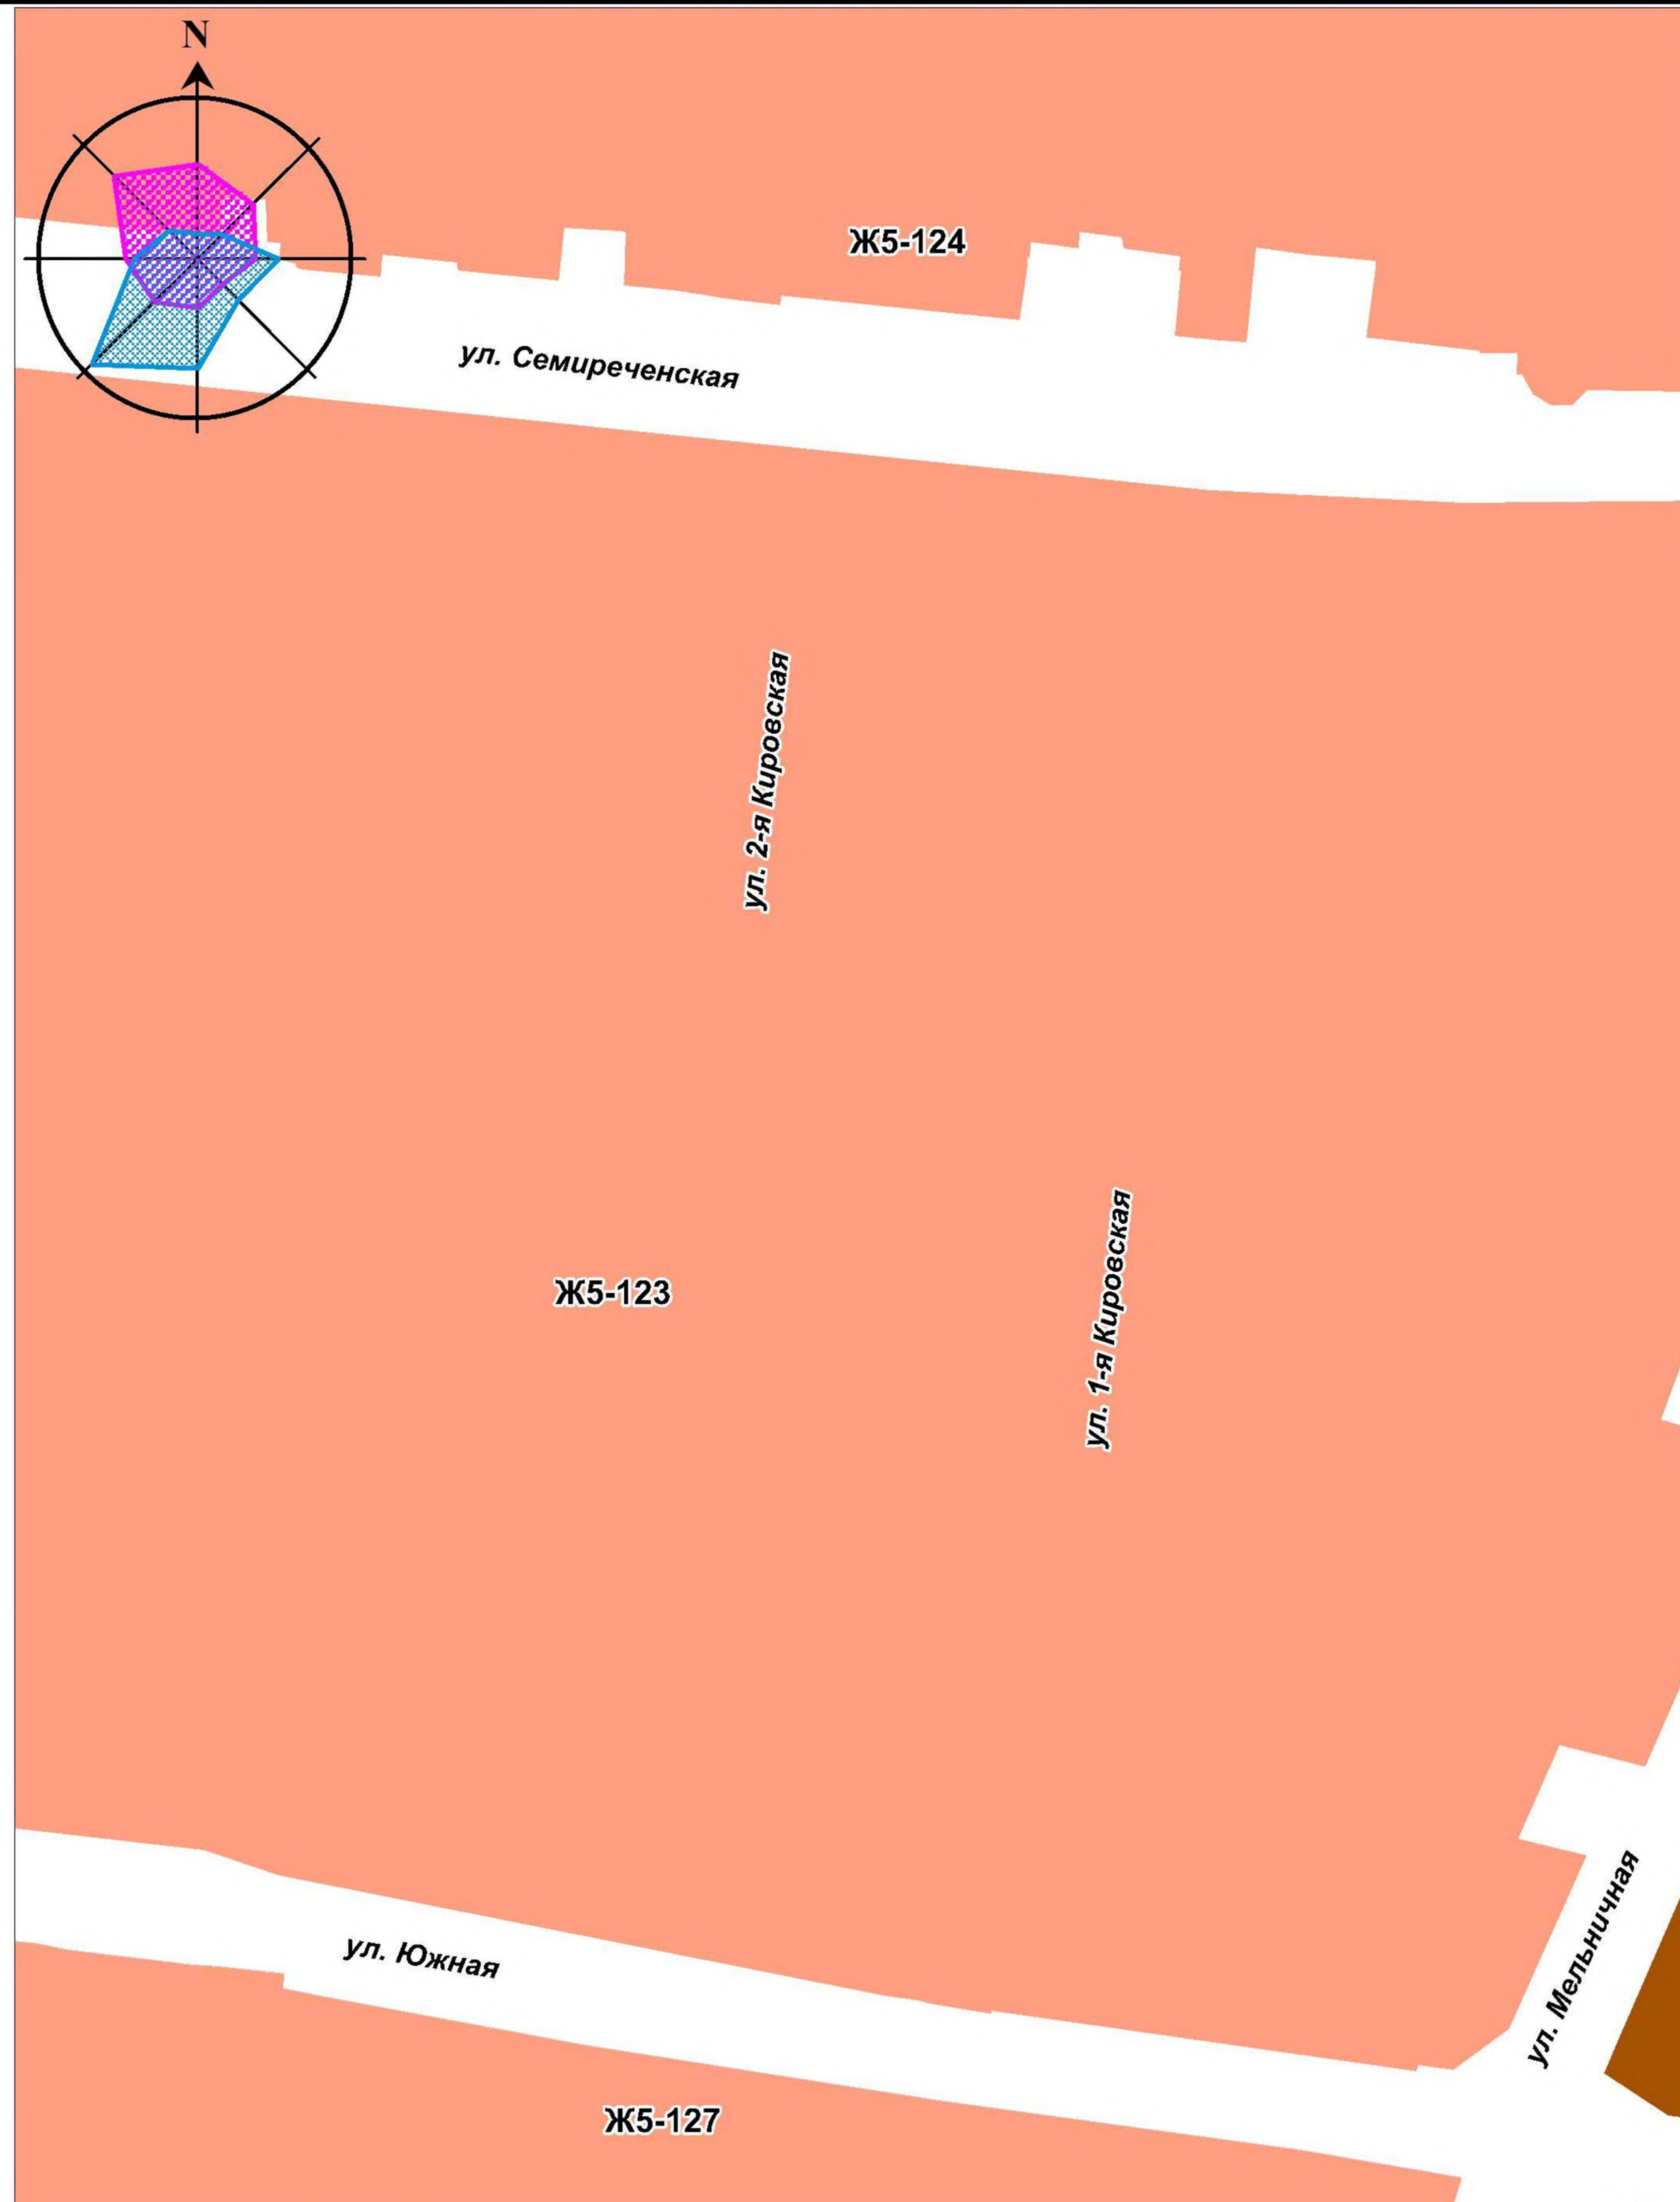 N
Ж5-124
ул. Семиреченская
ул. 2-я Кировская
ул. 1-я Кировская
Ж5-123
ул. Мельничная
ул. Южная
Ж5-127